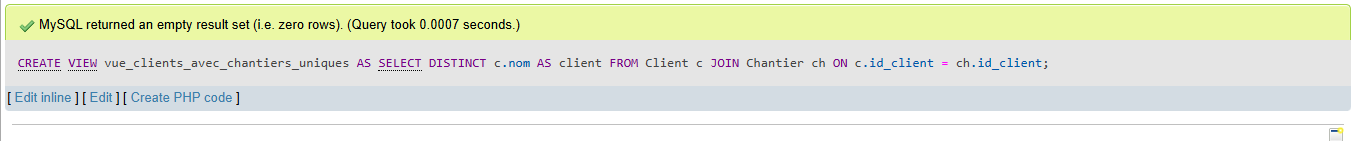 MySQL returned an empty result set (i.e. zero rows). (Query took 0.0007 seconds.)
CREATE VIEW vue_clients_avec_chantiers_uniques AS SELECT DISTINCT c.nom AS client FROM Client c JOIN Chantier ch ON c.id_client = ch.id_client;
[ Edit inline ] [ Edit ] [ Create PHP code ]